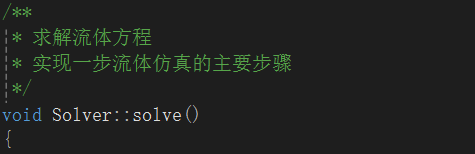 /**
* 求解流体方程
* 实现一步流体仿真的主要步骤
*/
void Solver::solve()
{